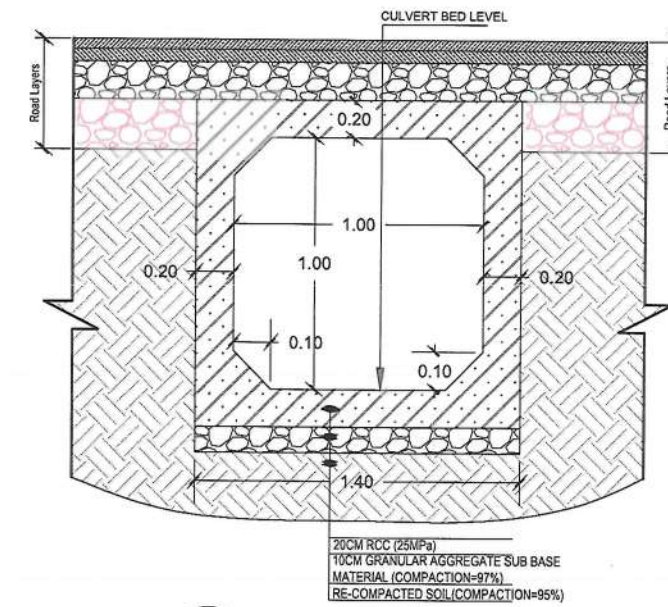 CULVERT BED LEVEL
Road Layers
Road Layers
0.20
1.00
1.00
0.20
0.20
0.10
0.10
1.40
20CM RCC (25MPa)
10CM GRANULAR AGGREGATE SUB BASE
MATERIAL (COMPACTION=97%)
RE-COMPACTED SOIL(COMPACTION=95%)